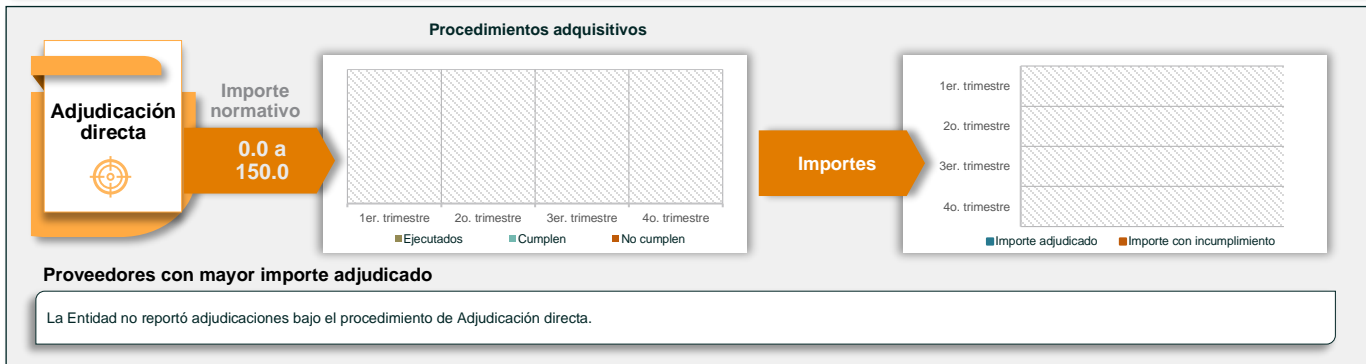 Procedimientos adquisitivos
Adjudicación
directa
Importe
normativo
0.0 a
150.0
1er. trimestre
2o. trimestre
3er. trimestre
4o. trimestre
Ejecutados
Cumplen
No cumplen
Importes
1er. trimestre
2o. trimestre
3er. trimestre
4o. trimestre
Importe adjudicado
Importe con incumplimiento
Proveedores con mayor importe adjudicado
La Entidad no reportó adjudicaciones bajo el procedimiento de Adjudicación directa.